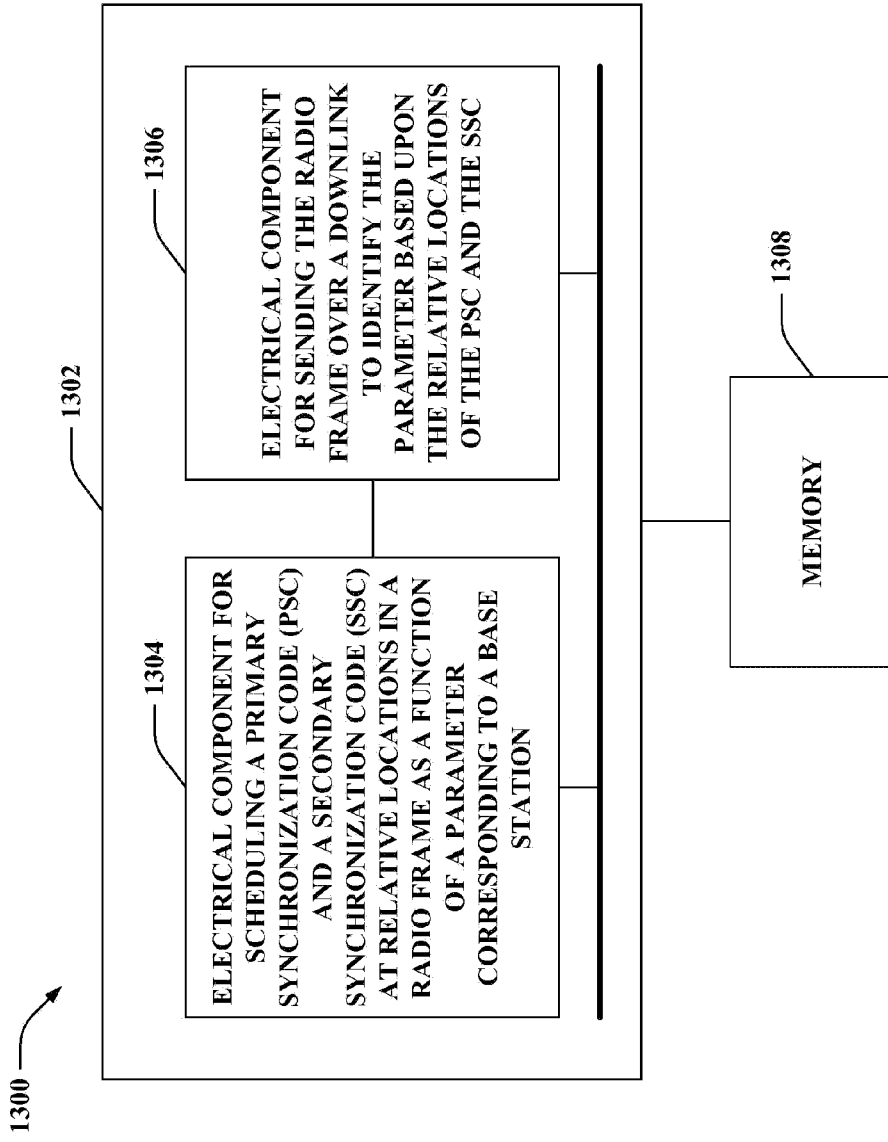 1300
1302
1304
ELECTRICAL COMPONENT FOR
SCHEDULING A PRIMARY
SYNCHRONIZATION CODE (PSC)
AND A SECONDARY
SYNCHRONIZATION CODE (SSC)
AT RELATIVE LOCATIONS IN A
RADIO FRAME AS A FUNCTION
OF A PARAMETER
CORRESPONDING TO A BASE
STATION
1306
ELECTRICAL COMPONENT
FOR SENDING THE RADIO
FRAME OVER A DOWNLINK
TO IDENTIFY THE
PARAMETER BASED UPON
THE RELATIVE LOCATIONS
OF THE PSC AND THE SSC
1308
MEMORY